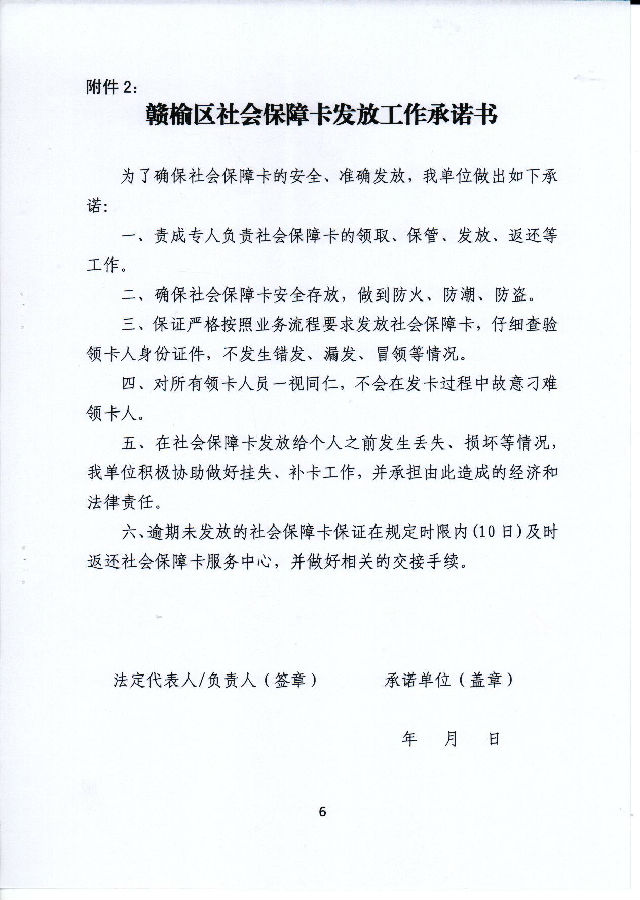 附件2：
赣榆区社会保障卡发放工作承诺书
为了确保社会保障卡的安全、准确发放，我单位做出如下承
诺：
一、责成专人负责社会保障卡的领取、保管、发放、返还等
工作。
二、确保社会保障卡安全存放，做到防火、防潮、防盗。
三、保证严格按照业务流程要求发放社会保障卡，仔细查验
领卡人身份证件，不发生错发、漏发、冒领等情况。
四、对所有领卡人员一视同仁，不会在发卡过程中故意刁难
领卡人。
五、在社会保障卡发放给个人之前发生丢失、损坏等情况，
我单位积极协助做好挂失、补卡工作，并承担由此造成的经济和
法律责任。
六、逾期未发放的社会保障卡保证在规定时限内(10日)及时
返还社会保障卡服务中心，并做好相关的交接手续。
法定代表人/负责人（签章） 承诺单位（盖章）
年 月 日
6